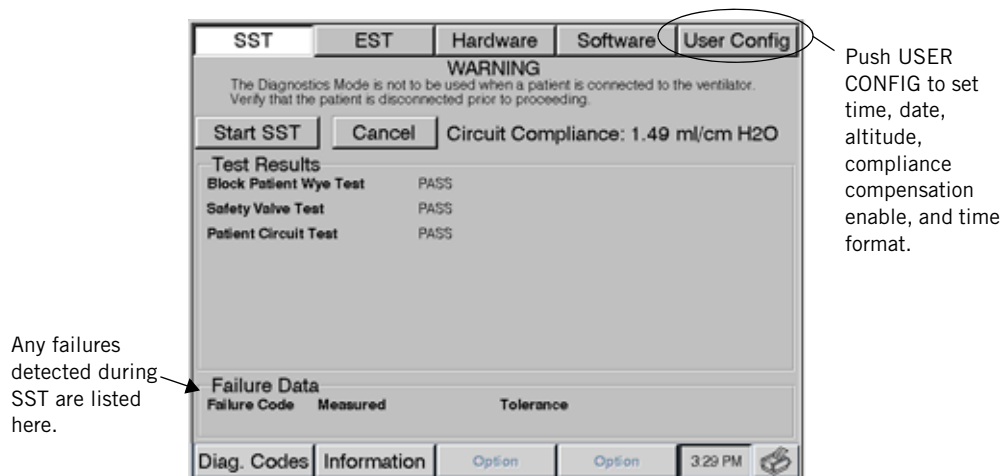 SST EST Hardware Software User Config
WARNING
The Diagnostics Mode is not to be used when a patient is connected to the ventilator.
Verify that the patient is disconnected prior to proceeding.
Start SST Cancel Circuit Compliance: 1.49 ml/cm H2O
Test Results
Block Patient Wye Test PASS
Safety Valve Test PASS
Patient Circuit Test PASS
Failure Data
Failure Code Measured Tolerance
Diag. Codes Information Option Option 3:29 PM
Push USER
CONFIG to set
time, date,
altitude,
compliance
compensation
enable, and time
format.
Any failures
detected during
SST are listed
here.